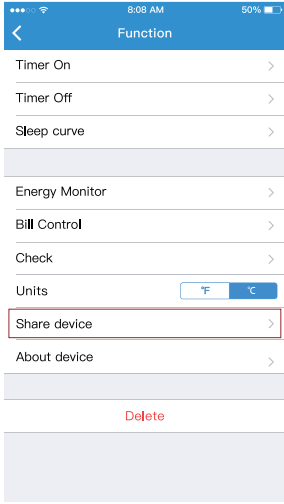 8:08 AM 50%
Function
Timer On
Timer Off
Sleep curve
Energy Monitor
Bill Control
Check
Units °F °C
Share device
About device
Delete